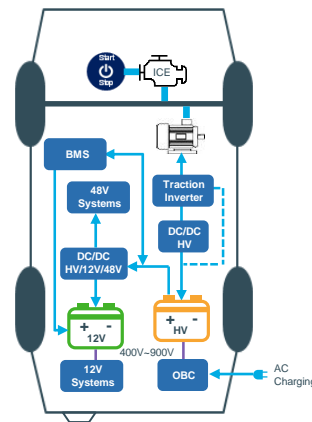 Start
Stop
ICE
BMS
48V
Systems
Traction
Inverter
DC/DC
HV
DC/DC
HV/12V/48V
+ -
12V
+ -
HV
400V~900V
12V
Systems
OBC
AC
Charging